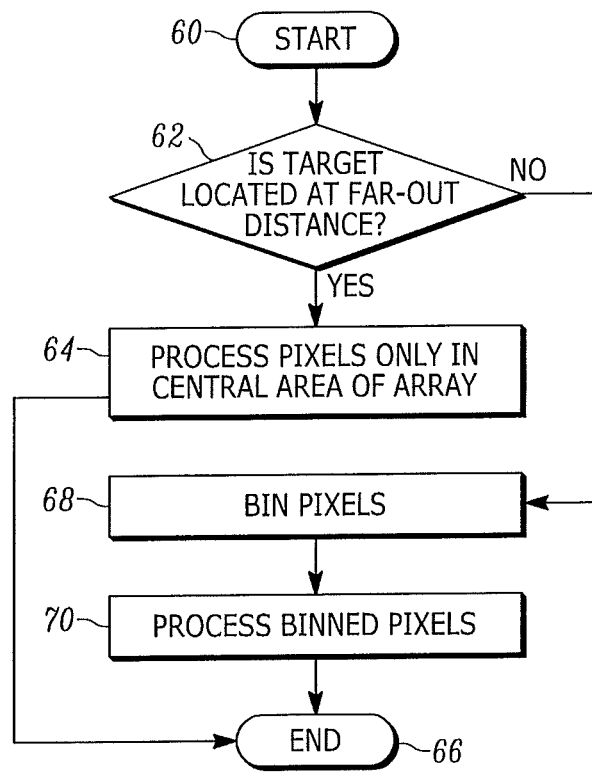 60
START
62
IS TARGET
LOCATED AT FAR-OUT
DISTANCE?
NO
YES
64
PROCESS PIXELS ONLY IN
CENTRAL AREA OF ARRAY
68
BIN PIXELS
70
PROCESS BINNED PIXELS
END
66